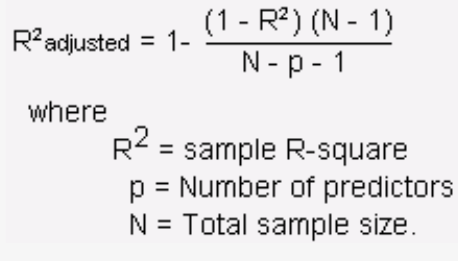 R²adjusted = 1- (1 - R²) (N - 1)
N - p - 1
where
R² = sample R-square
p = Number of predictors
N = Total sample size.